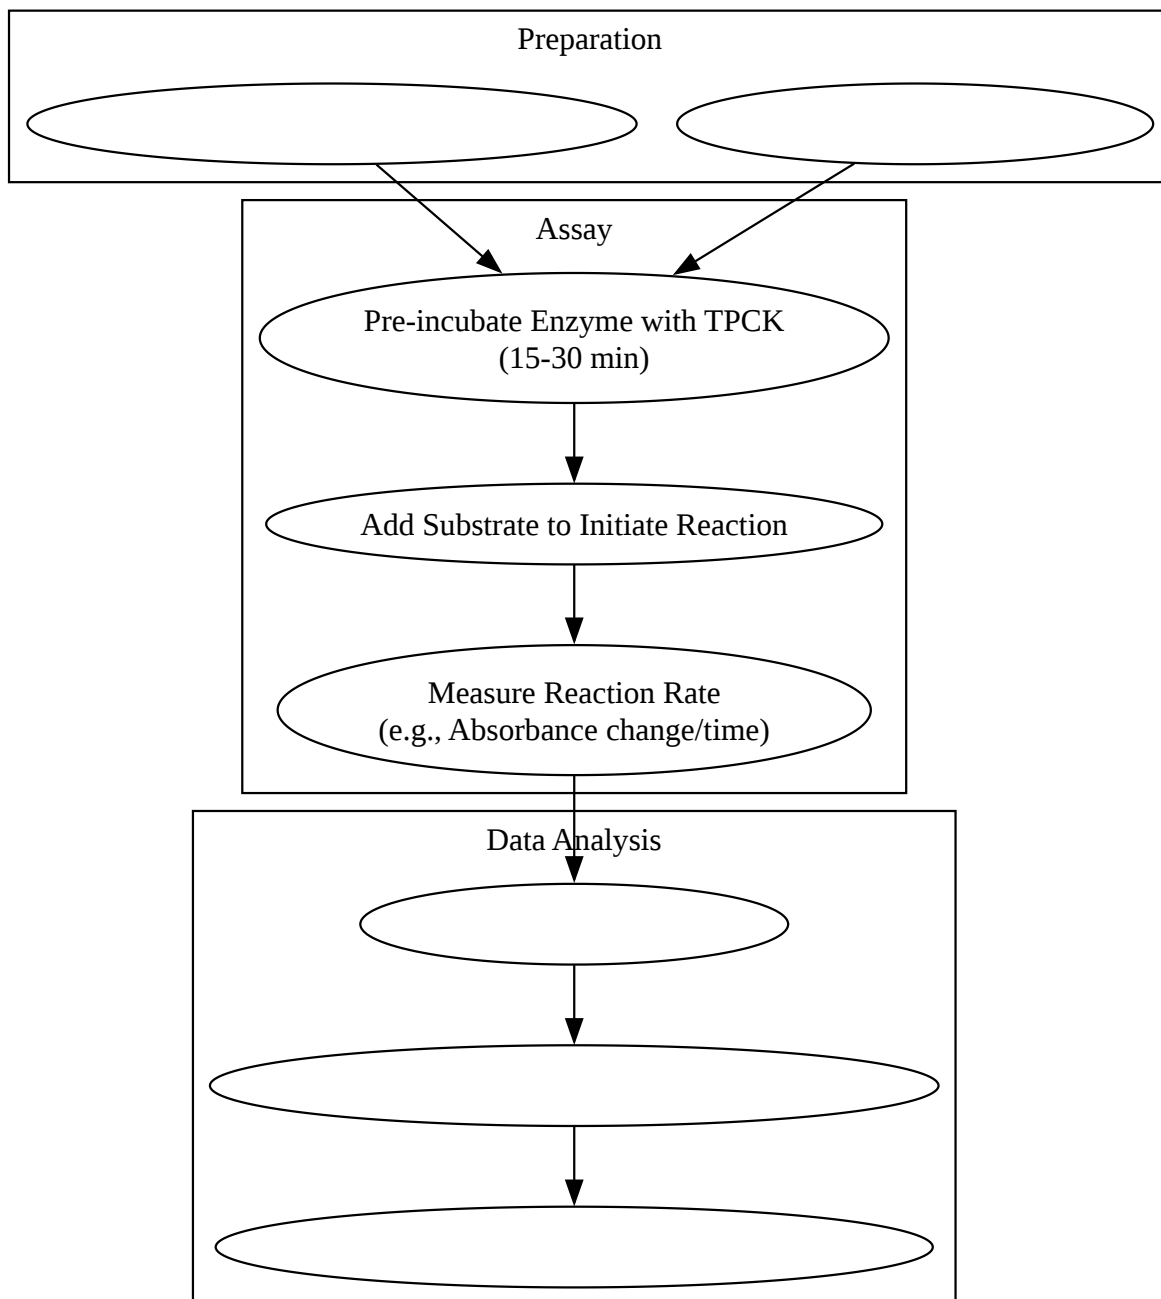 Preparation
Assay
Pre-incubate Enzyme with TPCK
(15-30 min)
Add Substrate to Initiate Reaction
Measure Reaction Rate
(e.g., Absorbance change/time)
Data Analysis